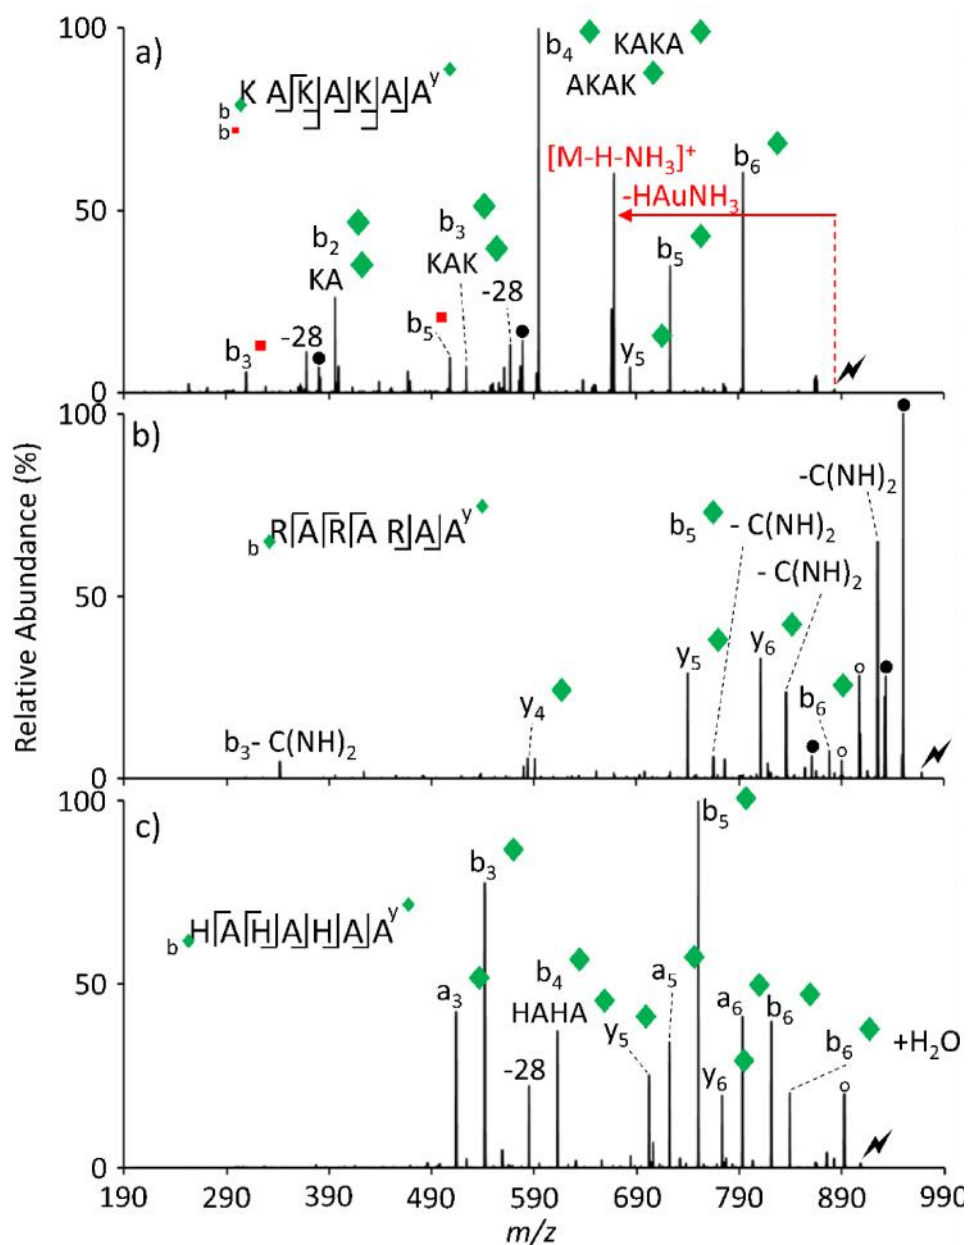 100
a)
b₄ KAKA
AKAK
K A K A K A A y
b
b
[M-H-NH₃]⁺
-HAuNH₃
b₆
50
b₂
KA
b₃
KAK
-28
b₅
b₃
-28
b₅
y₅
0
100
b)
-C(NH)₂
R A R A R A A y
b
b₅ - C(NH)₂
- C(NH)₂
50
y₅
y₆
b₆
y₄
b₃- C(NH)₂
0
100
c)
b₅
b₃
H A H A H A A y
b
50
a₃
b₄
HAHA
a₅
a₆
b₆
y₅
b₆ +H₂O
-28
y₆
0
190 290 390 490 590 690 790 890 990
m/z
Relative Abundance (%)